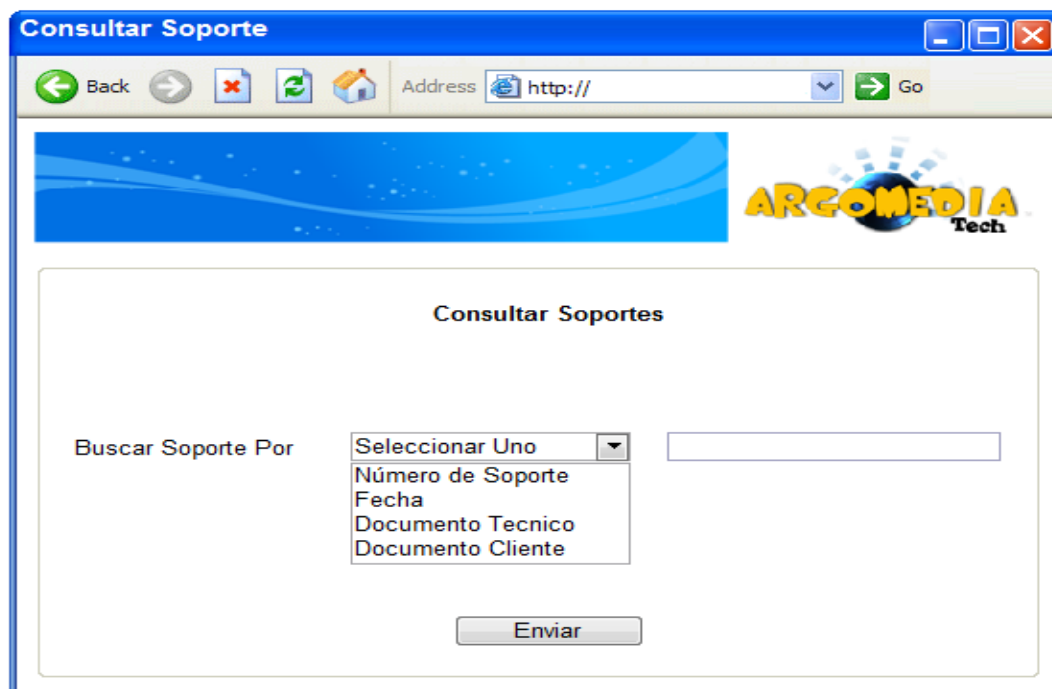 Consultar Soporte
Back Address http:// Go
ARGOMEDIA
Tech
Consultar Soportes
Buscar Soporte Por Seleccionar Uno
Número de Soporte
Fecha
Documento Tecnico
Documento Cliente
Enviar